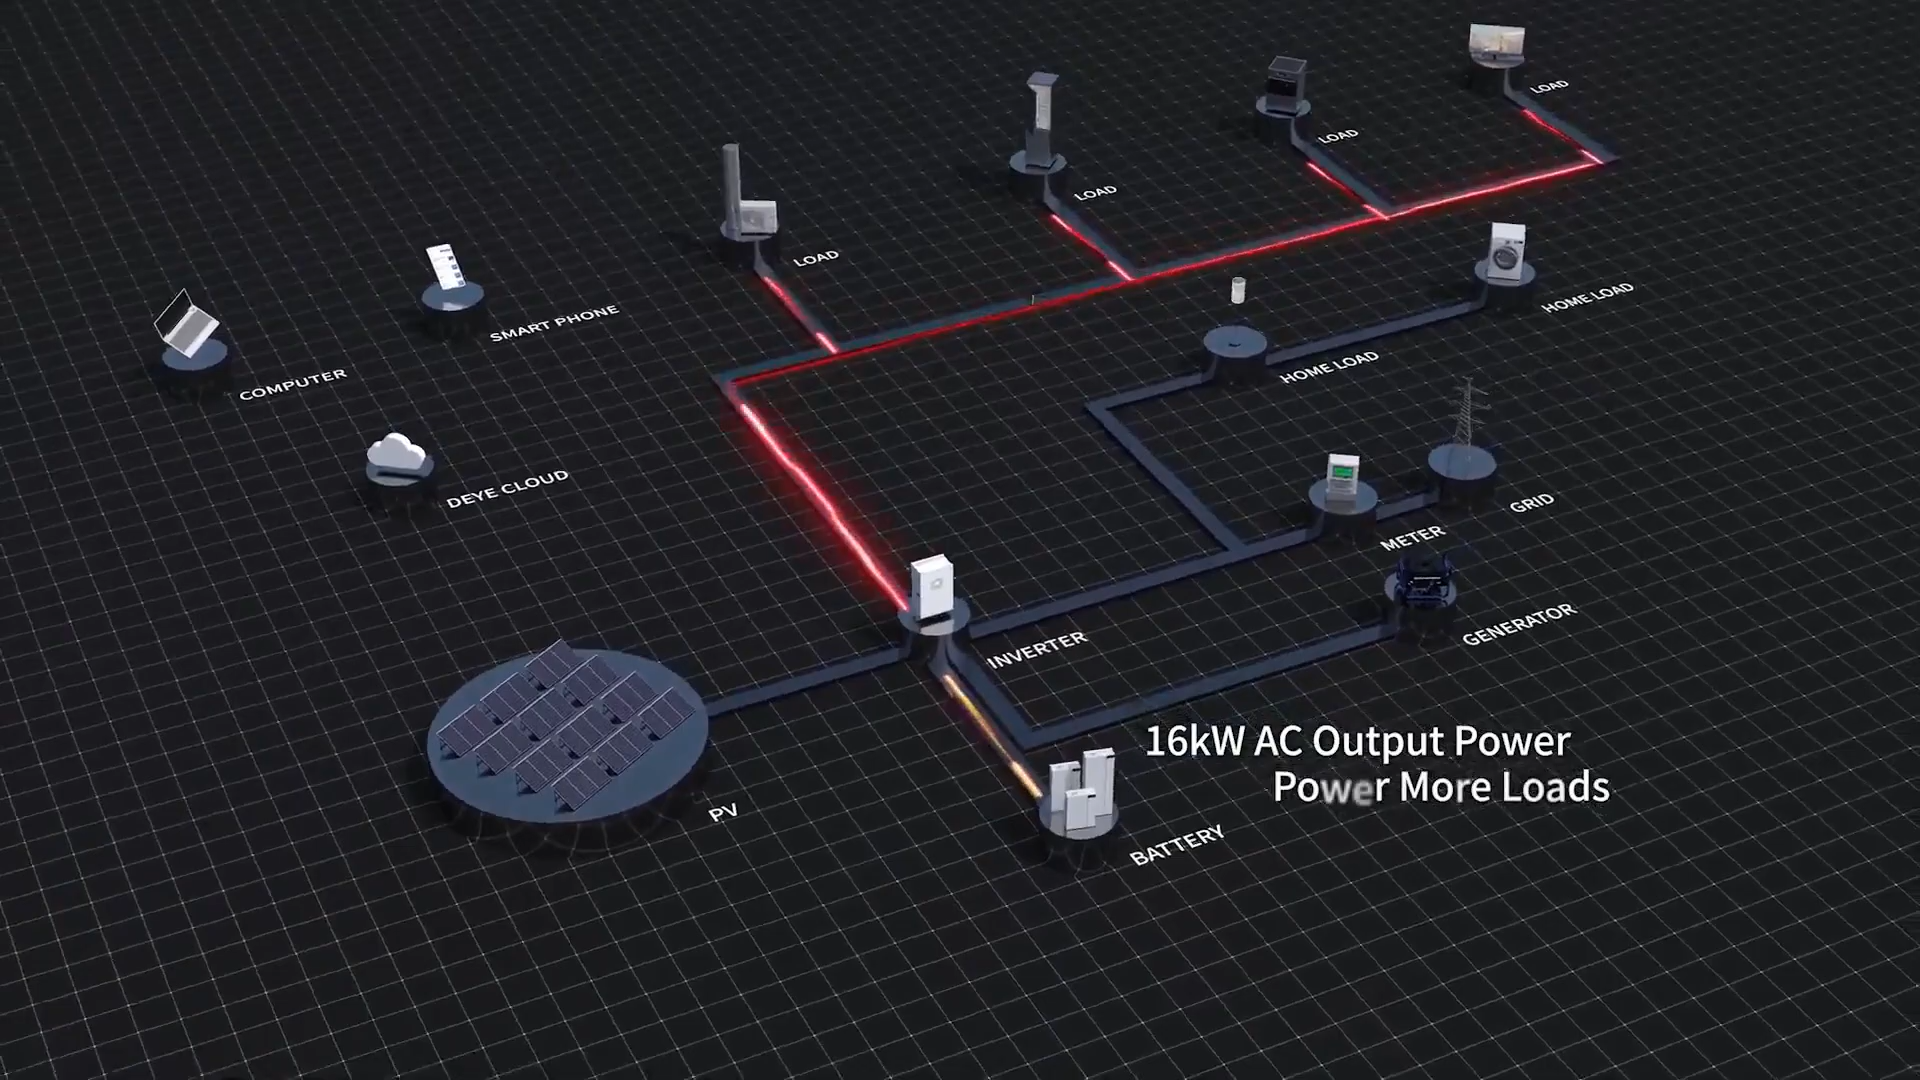 LOAD
LOAD
LOAD
LOAD
SMART PHONE
HOME LOAD
COMPUTER
HOME LOAD
DEYE CLOUD
GRID
METER
GENERATOR
INVERTER
16kW AC Output Power
Power More Loads
PV
BATTERY